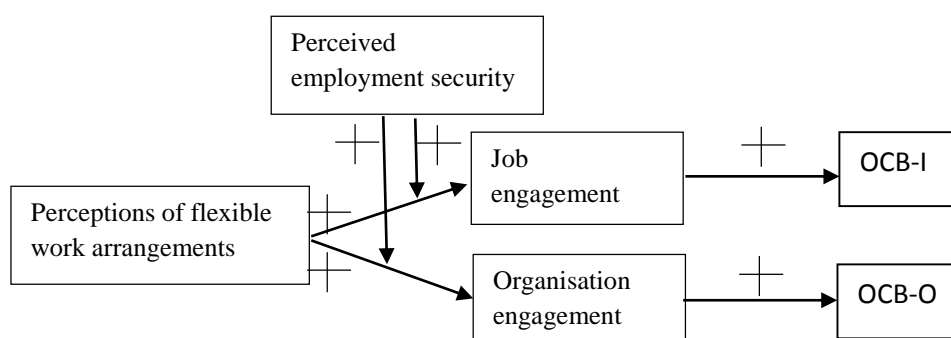 Perceived
employment security
Job
engagement
OCB-I
Perceptions of flexible
work arrangements
Organisation
engagement
OCB-O